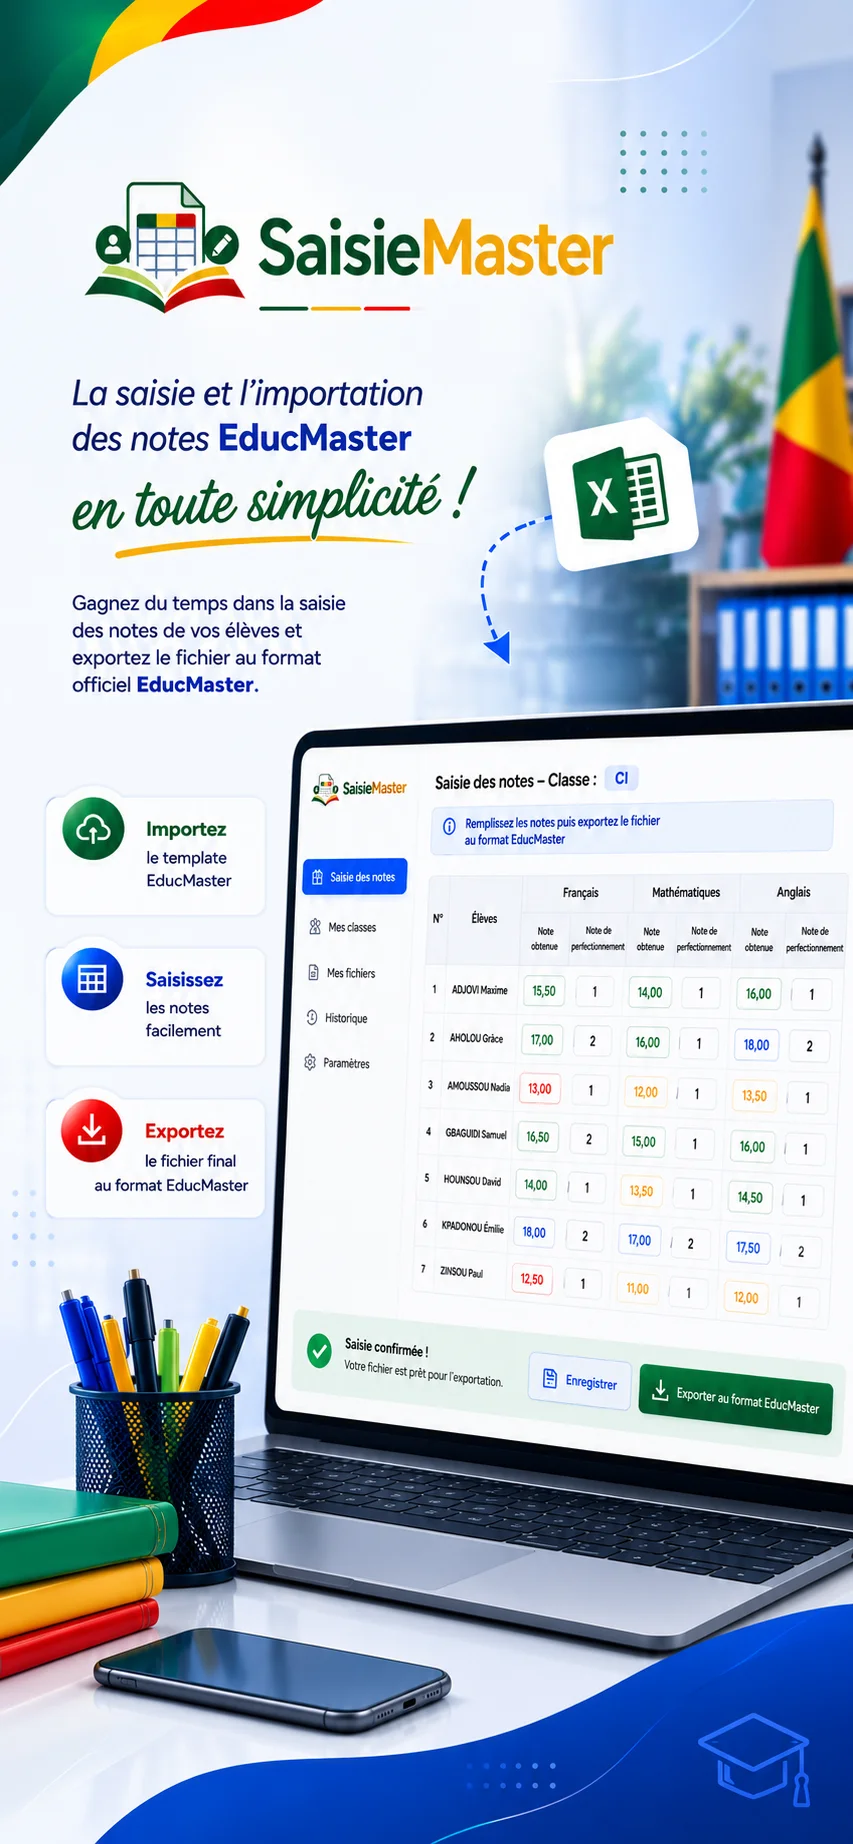 SaisieMaster
La saisie et l'importation
des notes EducMaster
en toute simplicité !
X
Gagnez du temps dans la saisie
des notes de vos élèves et
exportez le fichier au format
officiel EducMaster.
Importez
le template
EducMaster
Saisissez
les notes
facilement
Exportez
le fichier final
au format EducMaster
SaisieMaster
Saisie des notes
Mes classes
Mes fichiers
Historique
Paramètres
Saisie des notes – Classe : CI
Remplissez les notes puis exportez le fichier
au format EducMaster
N° Élèves Français Mathématiques Anglais
Note obtenue Note de perfectionnement Note obtenue Note de perfectionnement Note obtenue Note de perfectionnement
1 ADJOVI Maxime 15,50 1 14,00 1 16,00 1
2 AHOLOU Grâce 17,00 2 16,00 1 18,00 2
3 AMOUSSOU Nadia 13,00 1 12,00 1 13,50 1
4 GBAGUIDI Samuel 16,50 2 15,00 1 16,00 1
5 HOUNSOU David 14,00 1 13,50 1 14,50 1
6 KPADONOU Émilie 18,00 2 17,00 2 17,50 2
7 ZINSOU Paul 12,50 1 11,00 1 12,00 1
Saisie confirmée !
Votre fichier est prêt pour l'exportation.
Enregistrer
Exporter au format EducMaster